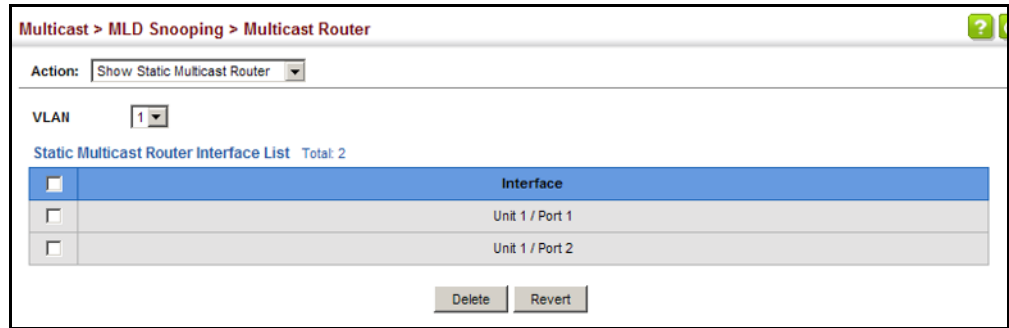 Multicast > MLD Snooping > Multicast Router
?
Action: Show Static Multicast Router
VLAN 1
Static Multicast Router Interface List Total: 2
Interface
Unit 1 / Port 1
Unit 1 / Port 2
Delete Revert